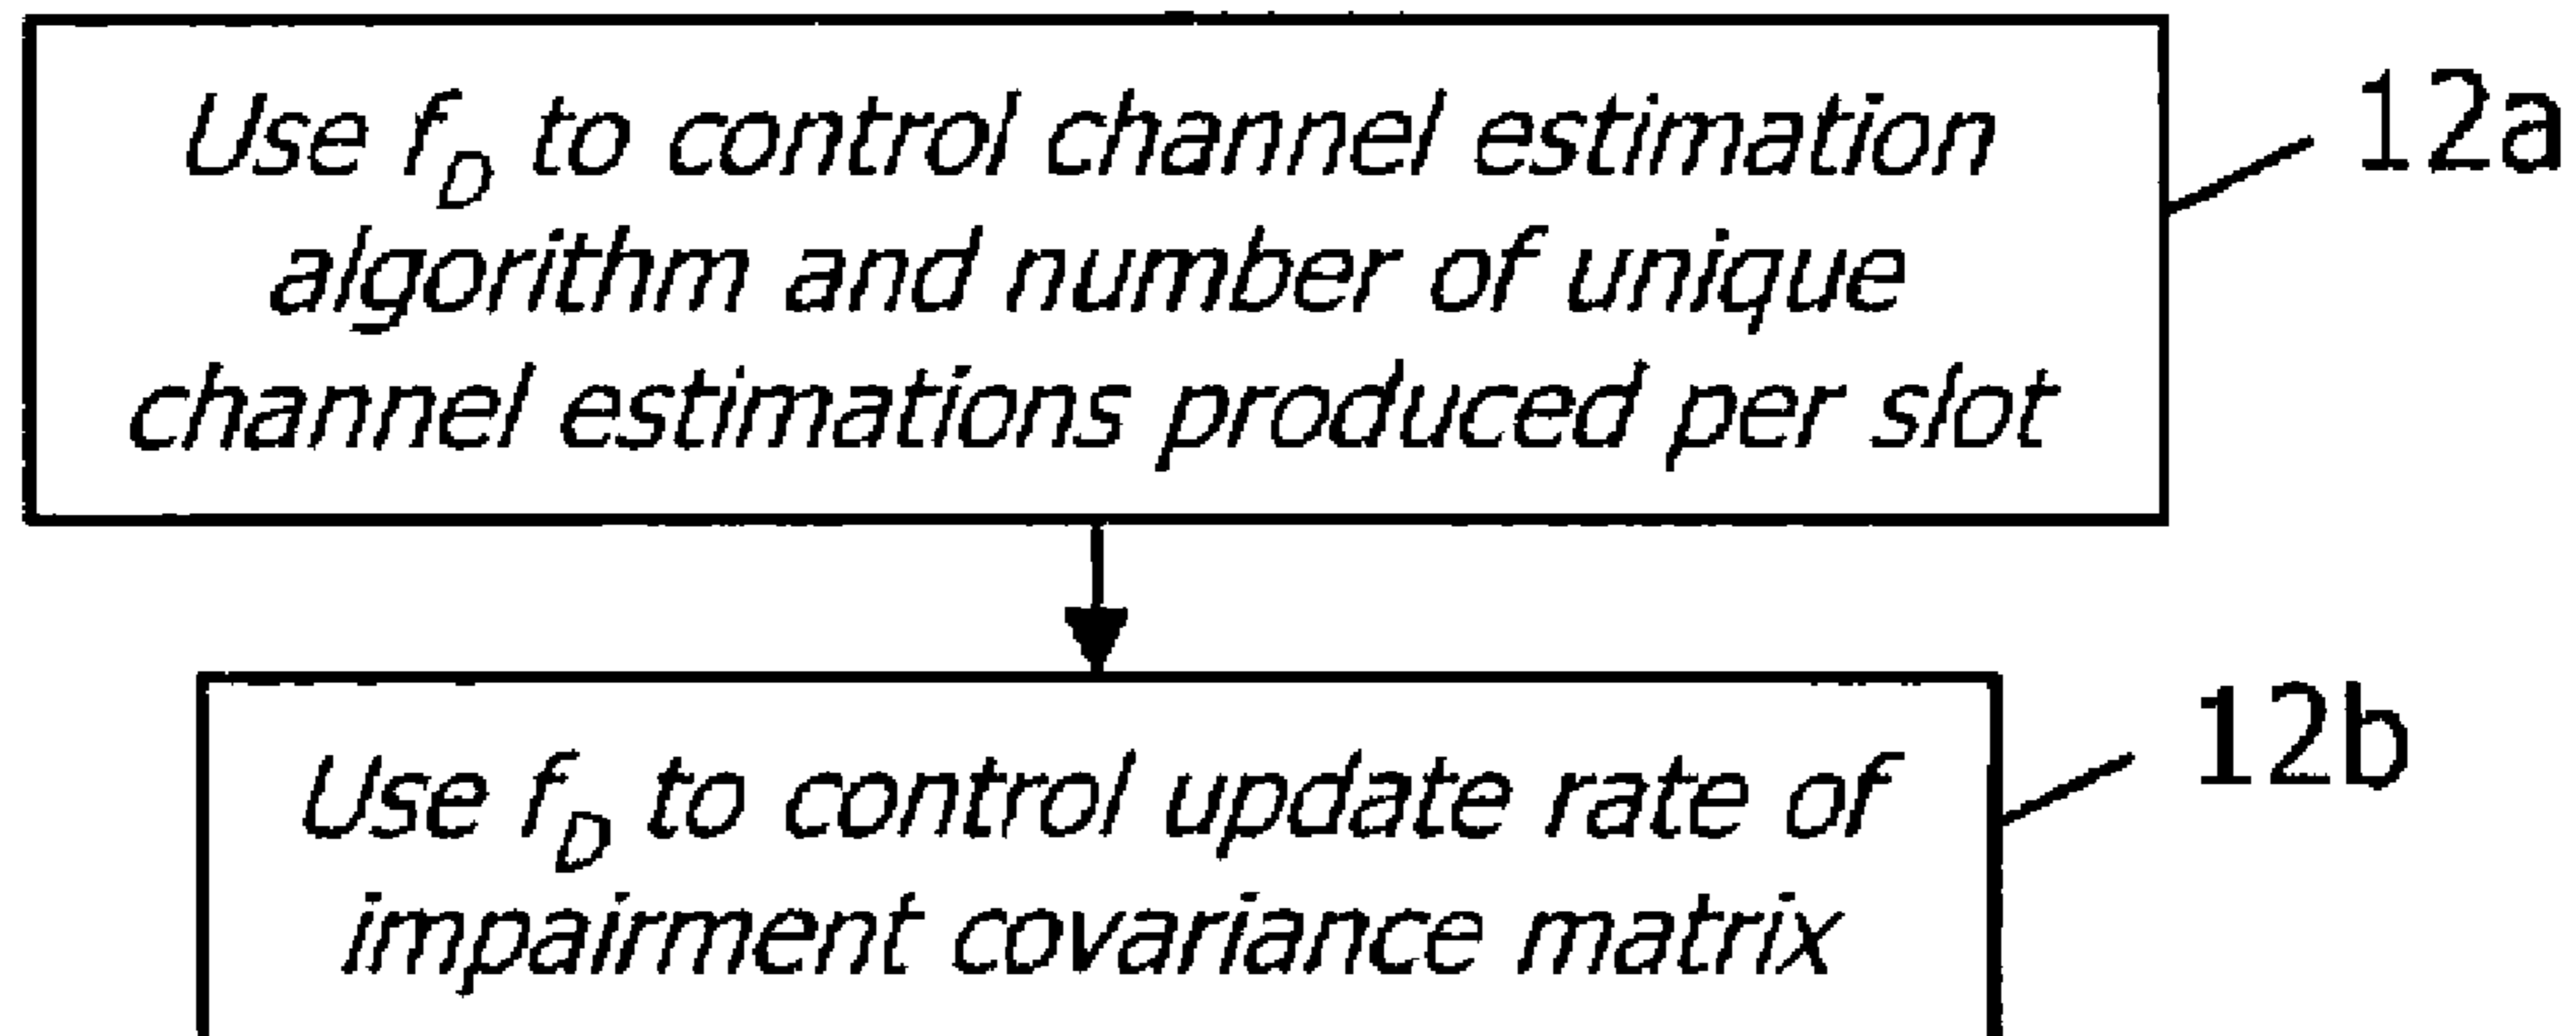 Use f_D to control channel estimation
algorithm and number of unique
channel estimations produced per slot
12a
Use f_D to control update rate of
impairment covariance matrix
12b